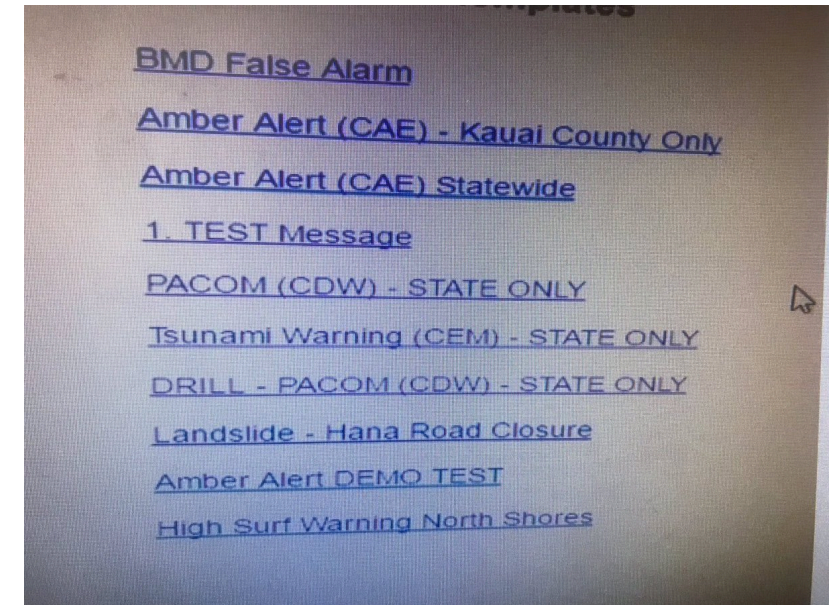 BMD False Alarm
Amber Alert (CAE) - Kauai County Only
Amber Alert (CAE) Statewide
1. TEST Message
PACOM (CDW) - STATE ONLY
Tsunami Warning (CEM) - STATE ONLY
DRILL - PACOM (CDW) - STATE ONLY
Landslide - Hana Road Closure
Amber Alert DEMO TEST
High Surf Warning North Shores